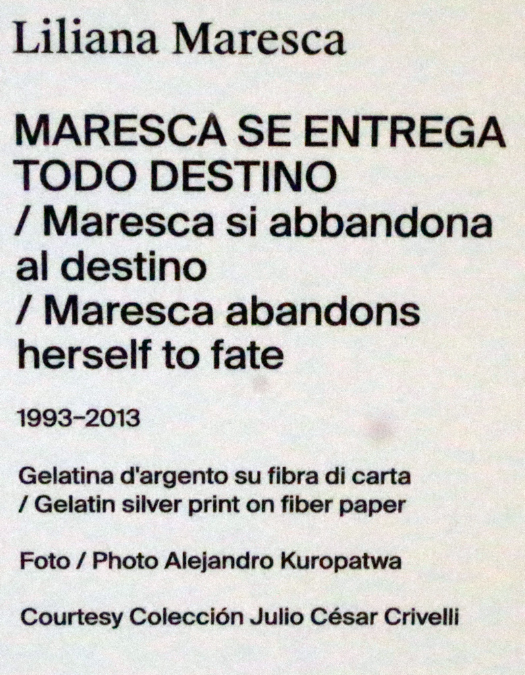 Liliana Maresca
MARESCA SE ENTREGA
TODO DESTINO
/ Maresca si abbandona
al destino
/ Maresca abandons
herself to fate
1993–2013
Gelatina d'argento su fibra di carta
/ Gelatin silver print on fiber paper
Foto / Photo Alejandro Kuropatwa
Courtesy Colección Julio César Crivelli